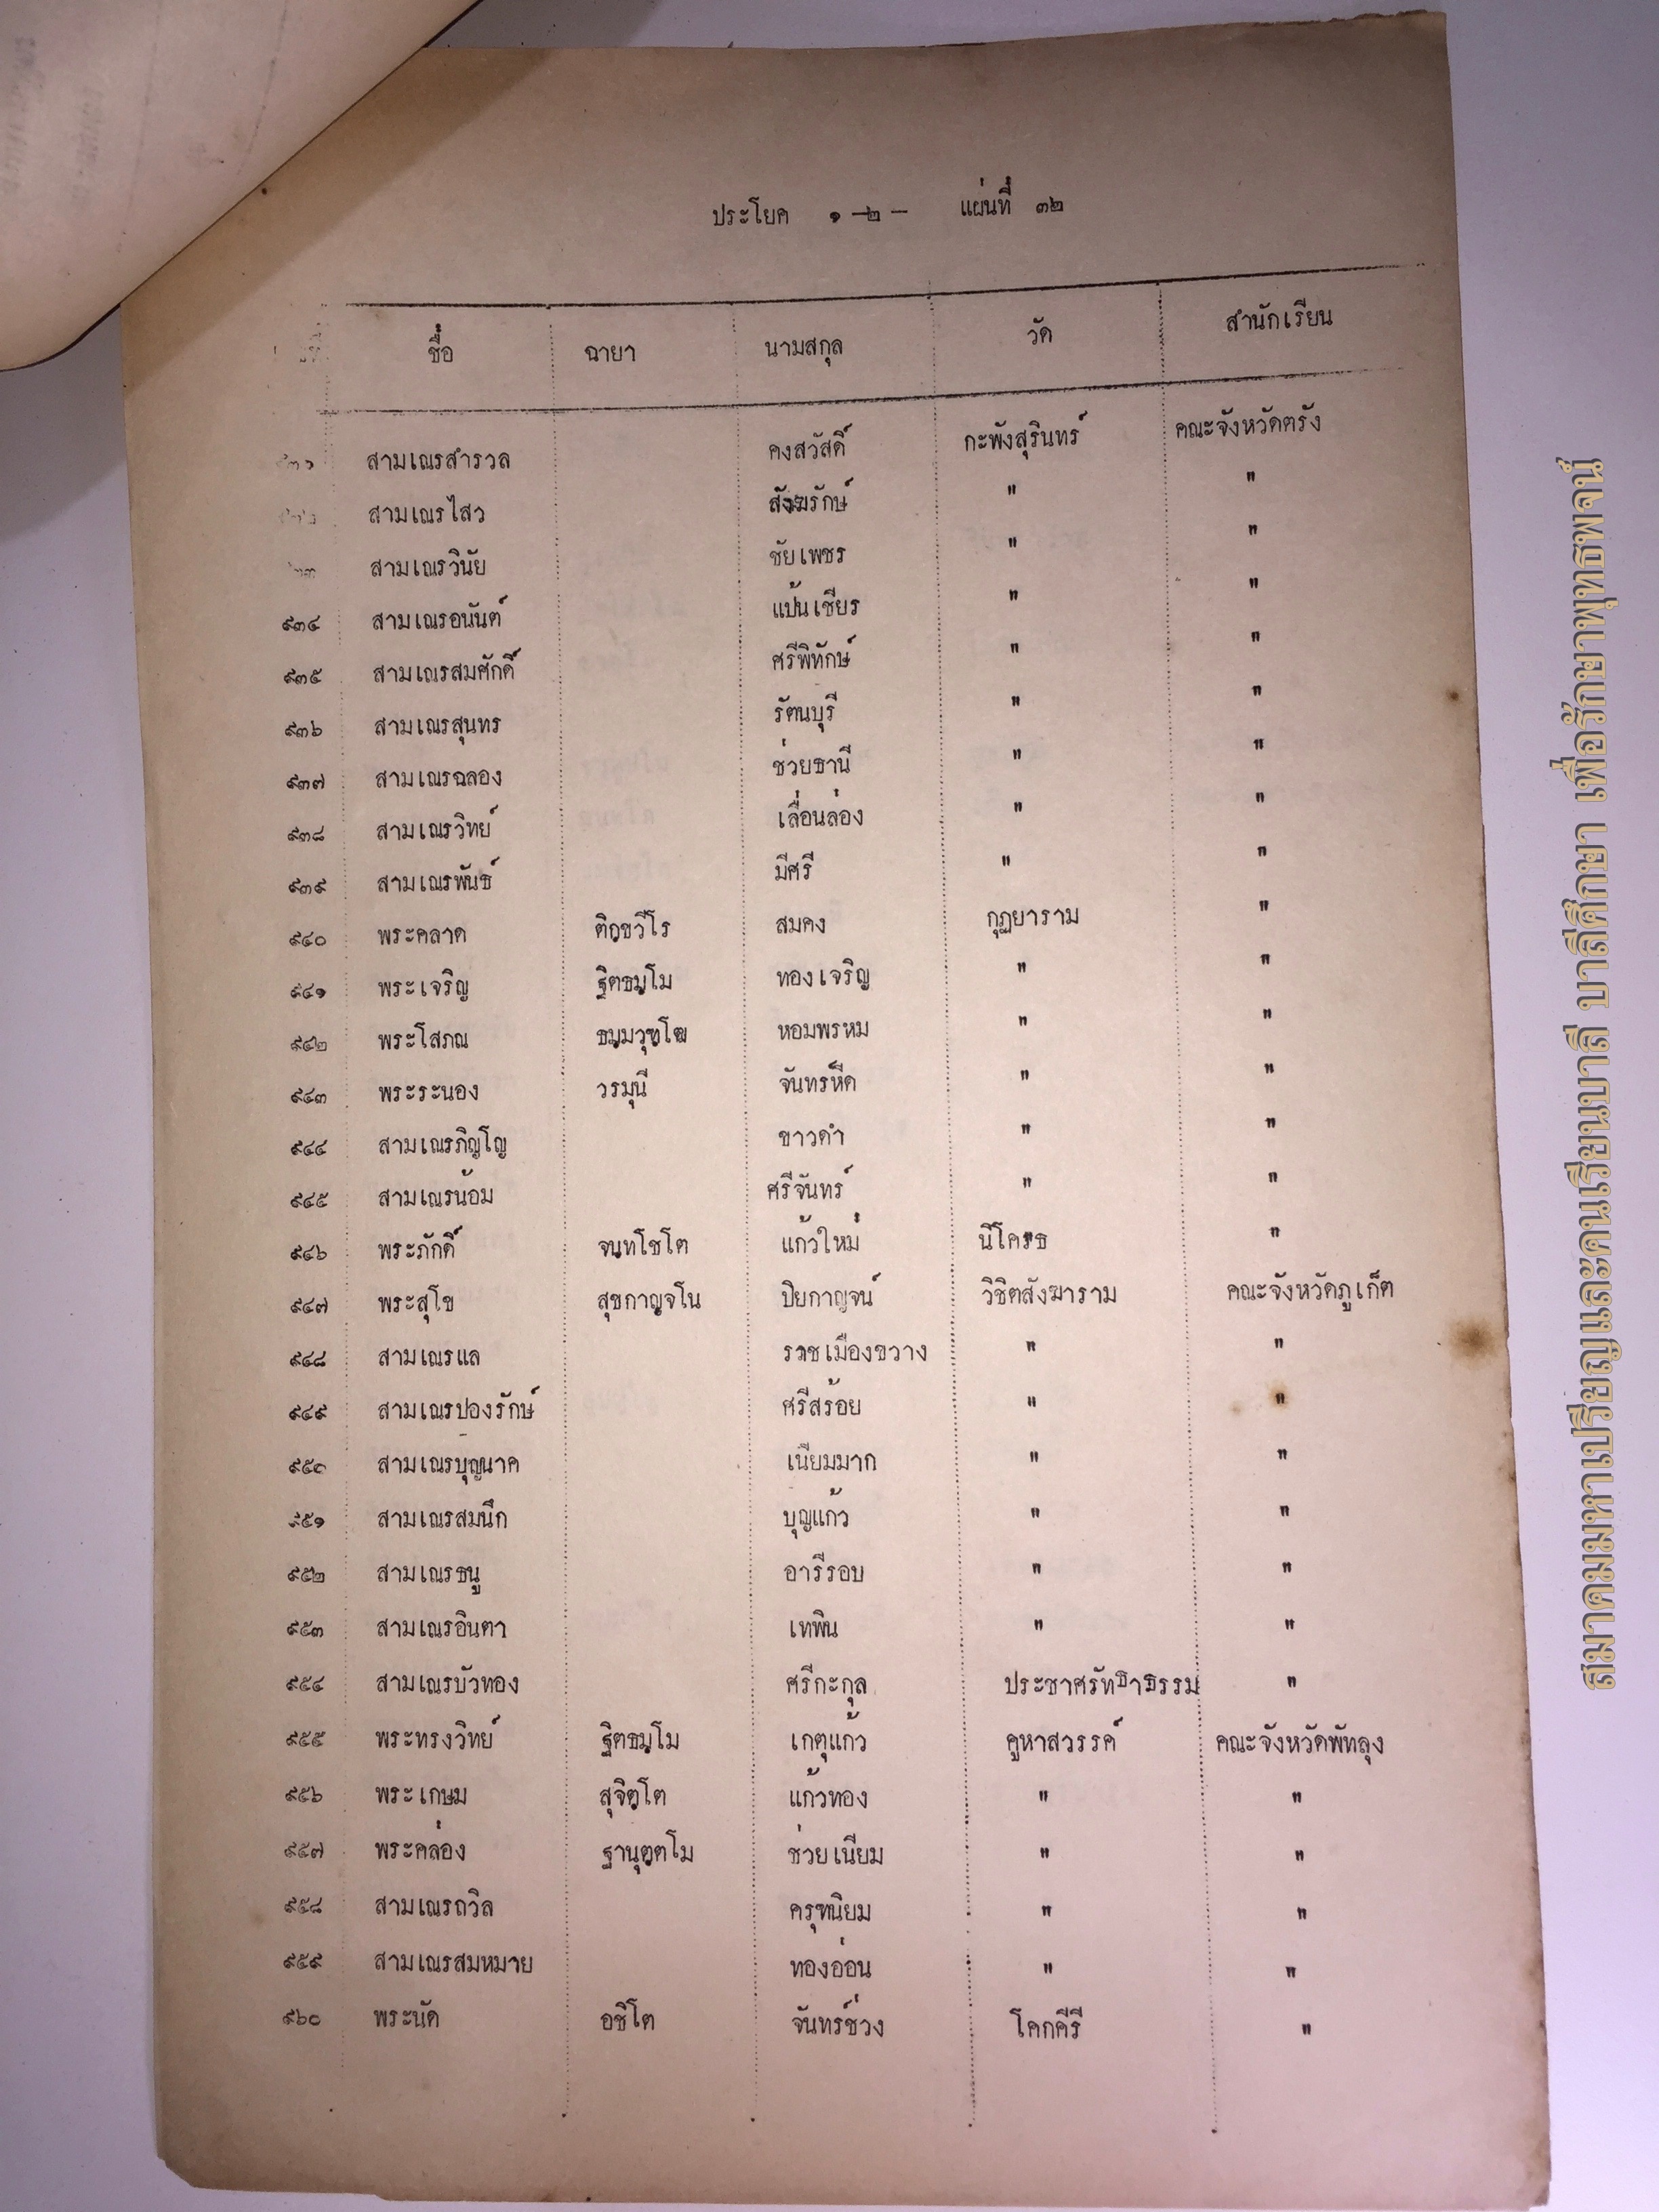 ประโยค ๑ -๒ - แผ่นที่ ๓๒
ที่ ชื่อ ฉายา นามสกุล วัด สำนักเรียน
๙๓๑ สามเณรสำรวล คงสวัสดิ์ กะพังสุรินทร์ คณะจังหวัดตรัง
สามเณรไสว สังฆรักษ์ " "
๓๓ สามเณรวินัย ชัยเพชร " "
๙๓๔ สามเณรอนันต์ แป้นเชียร " "
๙๓๕ สามเณรสมศักดิ์ ศรีพิทักษ์ " "
๙๓๖ สามเณรสุนทร รัตนบุรี " "
๙๓๗ สามเณรฉลอง ช่วยธานี " "
๙๓๘ สามเณรวิทย์ เลื่อนล่อง " "
๙๓๙ สามเณรพันธ์ มีศรี " "
๙๔๐ พระคลาด ติกฺขวีโร สมคง กุฏยาราม "
๙๔๑ พระเจริญ ฐิตธมฺโม ทองเจริญ " "
๙๔๒ พระโสภณ ธมฺมวุฑฺโฒ หอมพรหม " "
๙๔๓ พระระนอง วรมุนี จันทร์หีด " "
๙๔๔ สามเณรภิญโญ ขาวดำ " "
๙๔๕ สามเณรน้อม ศรีจันทร์ " "
๙๔๖ พระภักดิ์ จนฺทโชโต แก้วใหม่ นิโครธ "
๙๔๗ พระสุโข สุขกาญฺจโน ปิยกาญจน์ วิชิตสังฆาราม คณะจังหวัดภูเก็ต
๙๔๘ สามเณรแล ราชเมืองขวาง " "
๙๔๙ สามเณรปองรักษ์ ศรีสร้อย " "
๙๕๐ สามเณรบุญนาค เนียมมาก " "
๙๕๑ สามเณรสมนึก บุญแก้ว " "
๙๕๒ สามเณรธนู อารีรอบ " "
๙๕๓ สามเณรอินตา เทพิน " "
๙๕๔ สามเณรบัวทอง ศรีกะกุล ประชาศรัทธาธรรม "
๙๕๕ พระทรงวิทย์ ฐิตธมฺโม เกตุแก้ว คูหาสวรรค์ คณะจังหวัดพัทลุง
๙๕๖ พระเกษม สุจิตฺโต แก้วทอง " "
๙๕๗ พระคล่อง ฐานุตฺตโม ช่วยเนียม " "
๙๕๘ สามเณรถวิล ครุฑนิยม " "
๙๕๙ สามเณรสมหมาย ทองอ่อน " "
๙๖๐ พระนัด อชิโต จันทร์ช่วง โคกคีรี "
สมาคมมหาเปรียญและคนเรียนบาลี บาลีศึกษา เพื่อรักษาพุทธพจน์